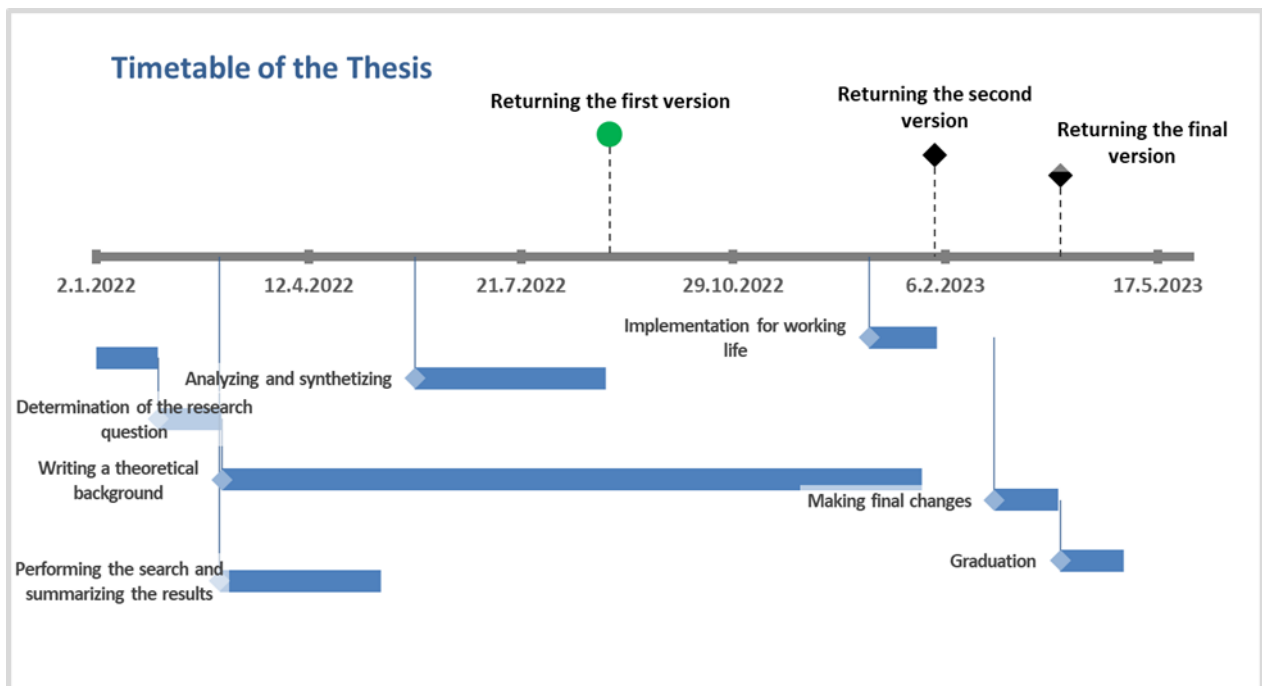 Timetable of the Thesis
Returning the first version
Returning the second
version
Returning the final
version
2.1.2022
12.4.2022
21.7.2022
29.10.2022
6.2.2023
17.5.2023
Implementation for working
life
Analyzing and synthetizing
Determination of the research
question
Writing a theoretical
background
Making final changes
Graduation
Performing the search and
summarizing the results